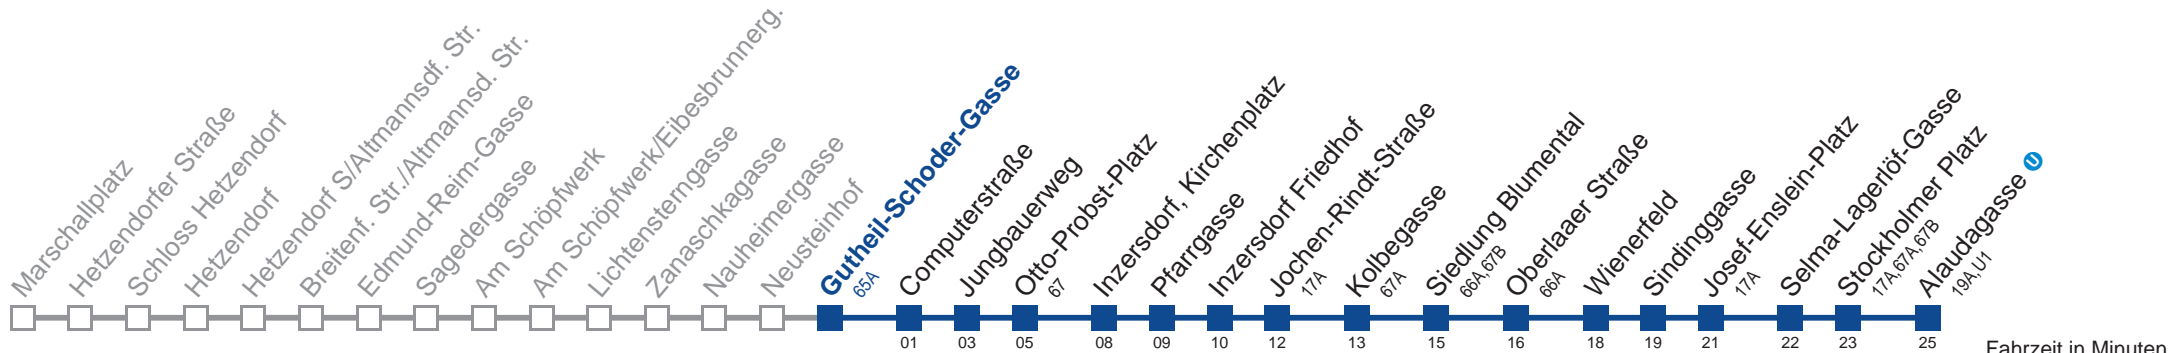 Marschallplatz
Hetzendorfer Straße
Schloss Hetzendorf
Hetzendorf
Hetzendorf S/Altmannsdf. Str.
Breitenf. Str./Altmannsd. Str.
Edmund-Reim-Gasse
Sagedergasse
Am Schöpfwerk
Am Schöpfwerk/Eibesbrunnerg.
Lichtensterngasse
Zanaschkagasse
Nauheimergasse
Neusteinhof
Gutheil-Schoder-Gasse
65A
Computerstraße
Jungbauerweg
Otto-Probst-Platz
67
Inzersdorf, Kirchenplatz
Pfarrgasse
Inzersdorf Friedhof
Jochen-Rindt-Straße
17A
Kolbegasse
67A
Siedlung Blumental
66A,67B
Oberlaaer Straße
66A
Wienerfeld
Sindinggasse
Josef-Enslein-Platz
17A
Selma-Lagerlöf-Gasse
Stockholmer Platz
17A,67A,67B
Alaudagasse U
19A,U1
01 03 05 08 09 10 12 13 15 16 18 19 21 22 23 25
Fahrzeit in Minuten